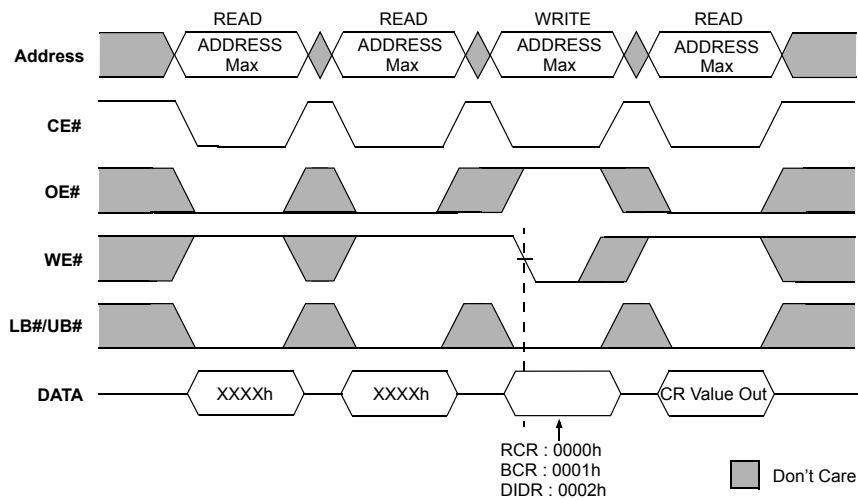 READ READ WRITE READ
Address ADDRESS Max ADDRESS Max ADDRESS Max ADDRESS Max
CE#
OE#
WE#
LB#/UB#
DATA XXXXh XXXXh CR Value Out
RCR : 0000h
BCR : 0001h
DIDR : 0002h
Don't Care